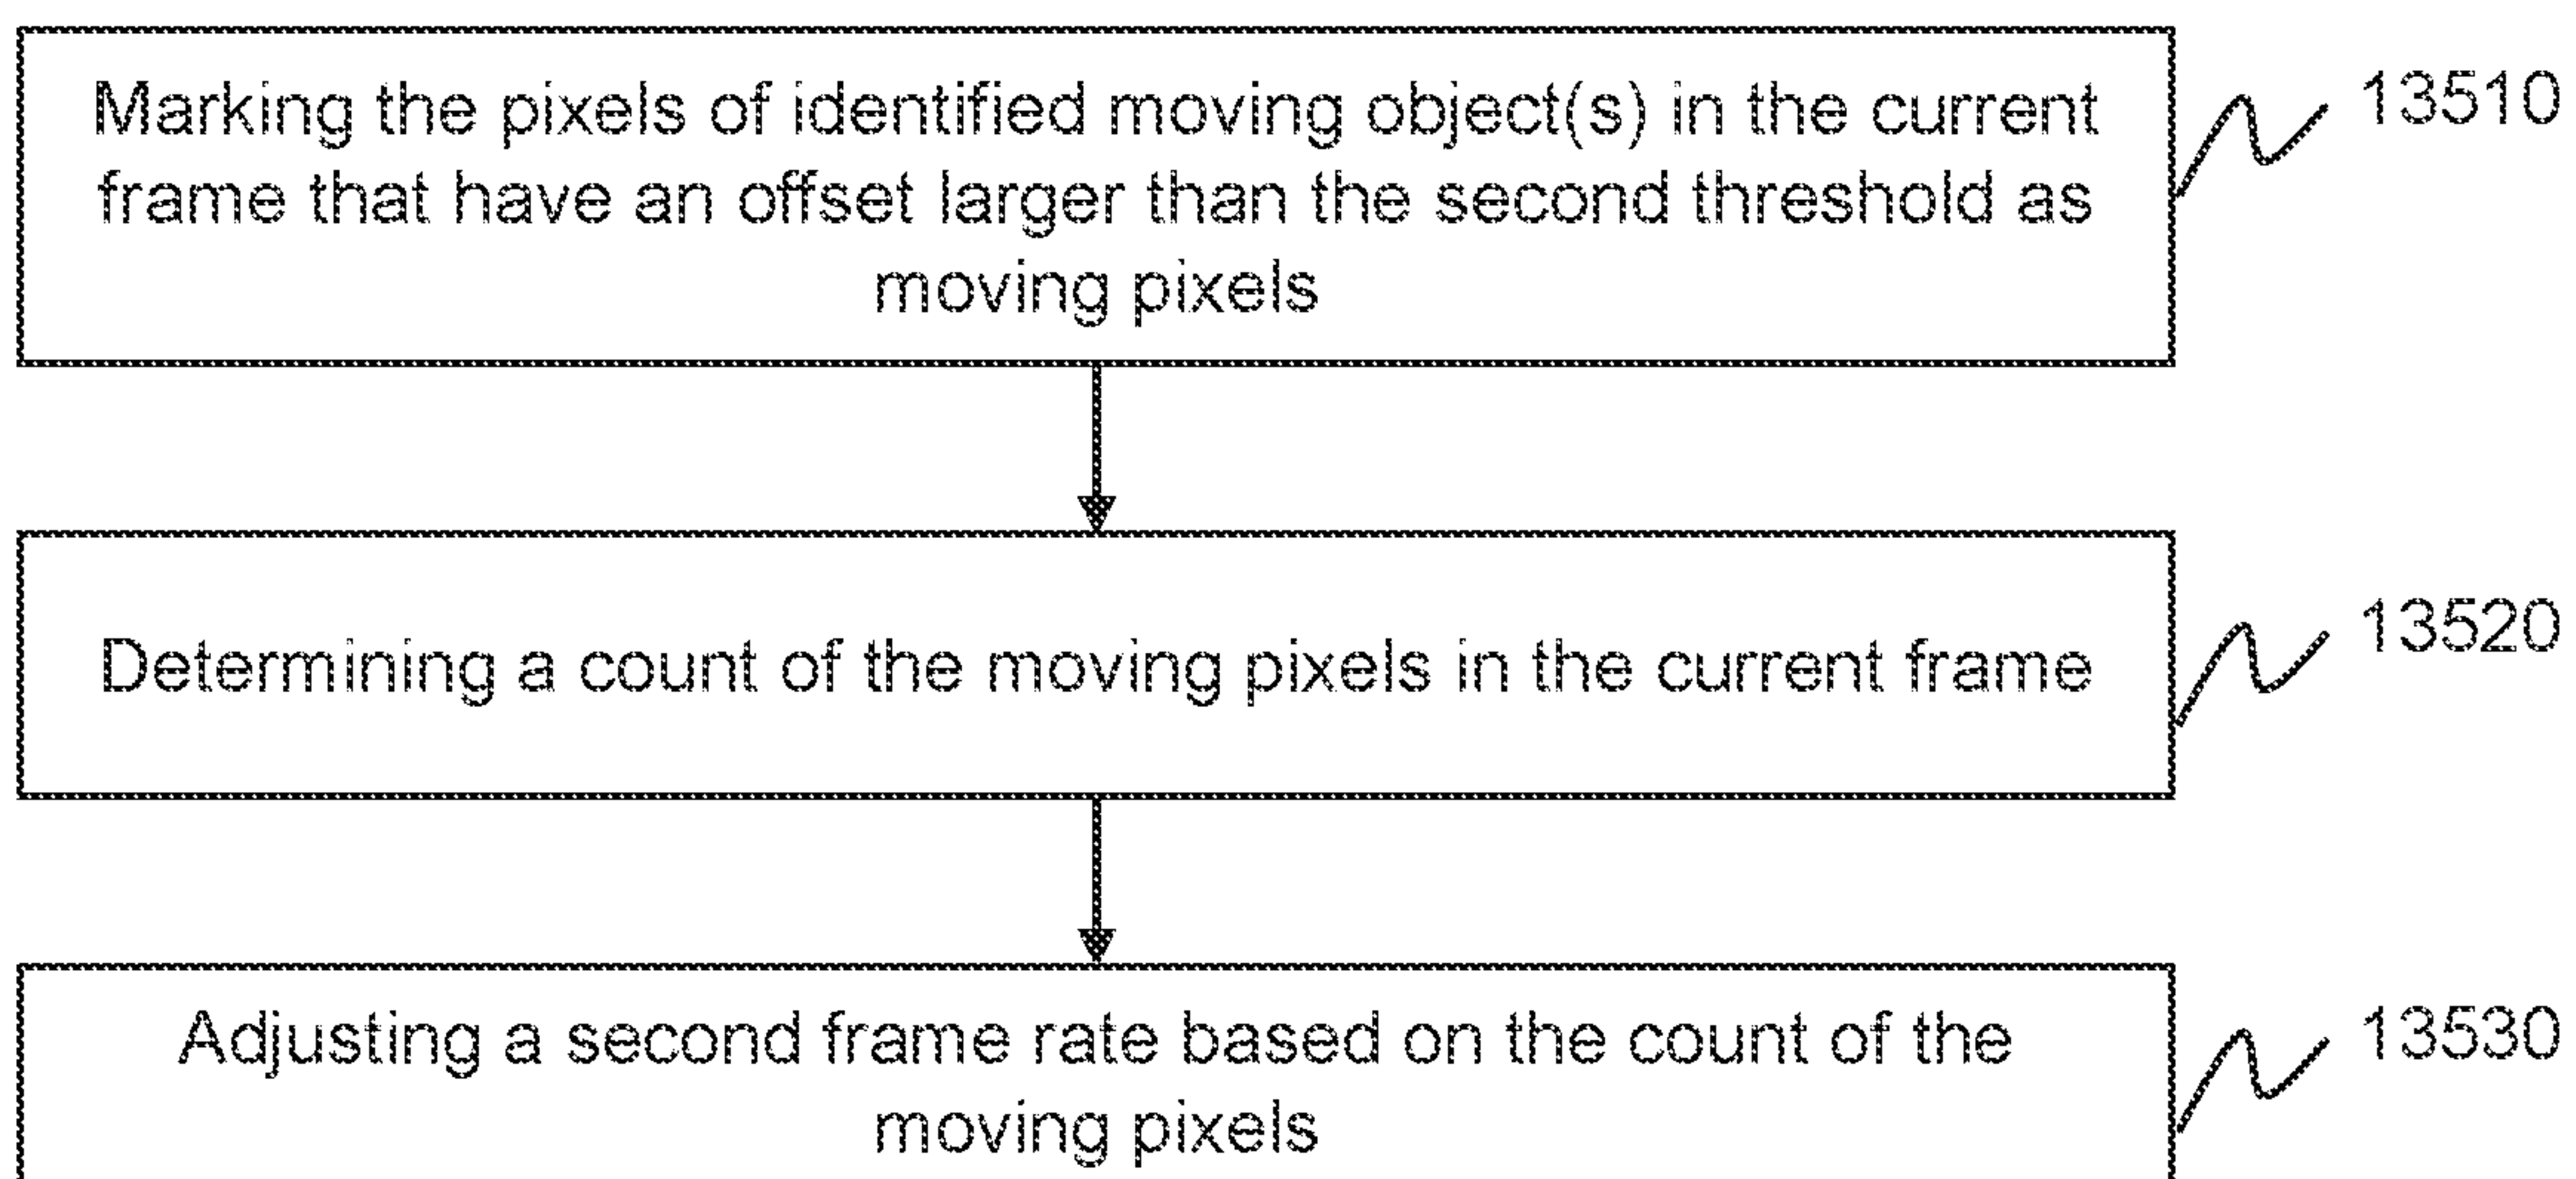 Marking the pixels of identified moving object(s) in the current
frame that have an offset larger than the second threshold as
moving pixels
13510
Determining a count of the moving pixels in the current frame
13520
Adjusting a second frame rate based on the count of the
moving pixels
13530